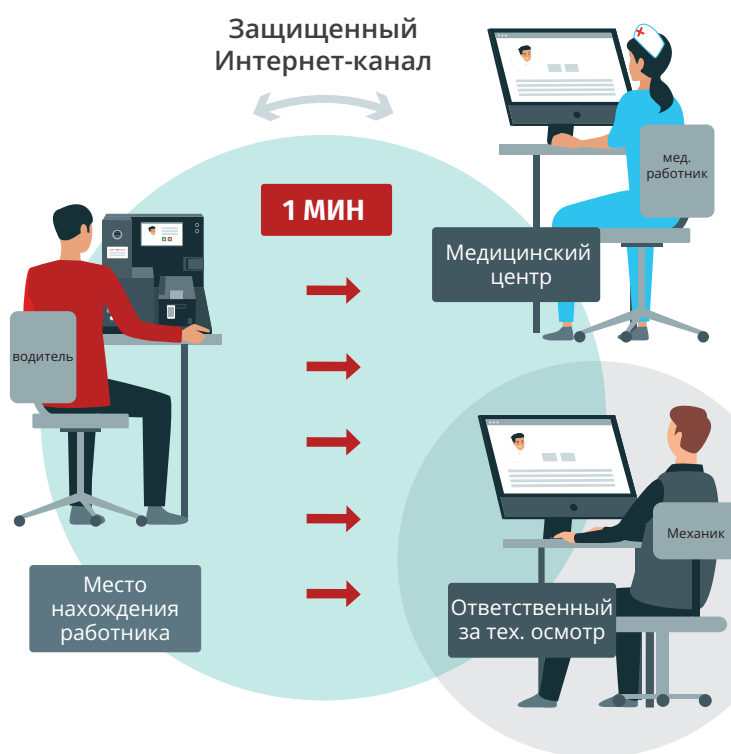 Защищенный
Интернет-канал
1 МИН
мед.
работник
Медицинский
центр
водитель
Механик
Место
нахождения
работника
Ответственный
за тех. осмотр